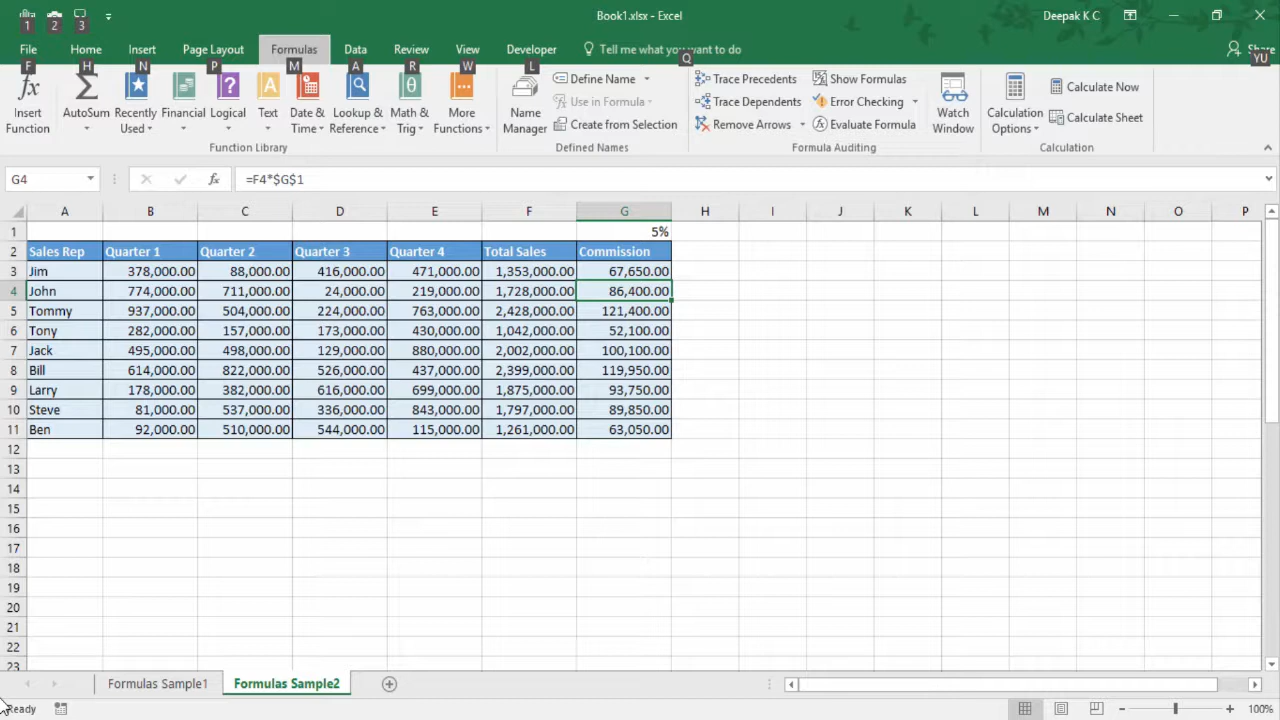 1 2 3
Book1.xlsx - Excel
Deepak K C
File Home Insert Page Layout Formulas Data Review View Developer Tell me what you want to do Share
F H N P M A R W L Q YU
Insert Function
AutoSum
Recently Used
Financial
Logical
Text
Date & Time
Lookup & Reference
Math & Trig
More Functions
Function Library
Name Manager
Define Name
Use in Formula
Create from Selection
Defined Names
Trace Precedents
Trace Dependents
Remove Arrows
Show Formulas
Error Checking
Evaluate Formula
Formula Auditing
Watch Window
Calculation Options
Calculate Now
Calculate Sheet
Calculation
G4 fx =F4*$G$1
A B C D E F G H I J K L M N O P
1 5%
2 Sales Rep Quarter 1 Quarter 2 Quarter 3 Quarter 4 Total Sales Commission
3 Jim 378,000.00 88,000.00 416,000.00 471,000.00 1,353,000.00 67,650.00
4 John 774,000.00 711,000.00 24,000.00 219,000.00 1,728,000.00 86,400.00
5 Tommy 937,000.00 504,000.00 224,000.00 763,000.00 2,428,000.00 121,400.00
6 Tony 282,000.00 157,000.00 173,000.00 430,000.00 1,042,000.00 52,100.00
7 Jack 495,000.00 498,000.00 129,000.00 880,000.00 2,002,000.00 100,100.00
8 Bill 614,000.00 822,000.00 526,000.00 437,000.00 2,399,000.00 119,950.00
9 Larry 178,000.00 382,000.00 616,000.00 699,000.00 1,875,000.00 93,750.00
10 Steve 81,000.00 537,000.00 336,000.00 843,000.00 1,797,000.00 89,850.00
11 Ben 92,000.00 510,000.00 544,000.00 115,000.00 1,261,000.00 63,050.00
12
13
14
15
16
17
18
19
20
21
22
23
Formulas Sample1 Formulas Sample2
Ready 100%